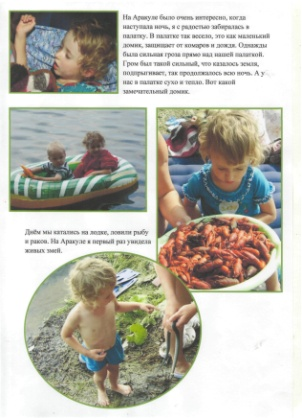 На Аракуле было очень интересно, когда
наступала ночь, я с радостью забиралась в
палатку. В палатке так весело, это как маленький
домик, защищает от комаров и дождя. Однажды
была сильная гроза прямо над нашей палаткой.
Гром был такой сильный, что казалось земля,
подпрыгивает, так продолжалось всю ночь. А у
нас в палатке сухо и тепло. Вот какой
замечательный домик.
Днём мы катались на лодке, ловили рыбу
и раков. На Аракуле в первый раз увидела
живых змей.